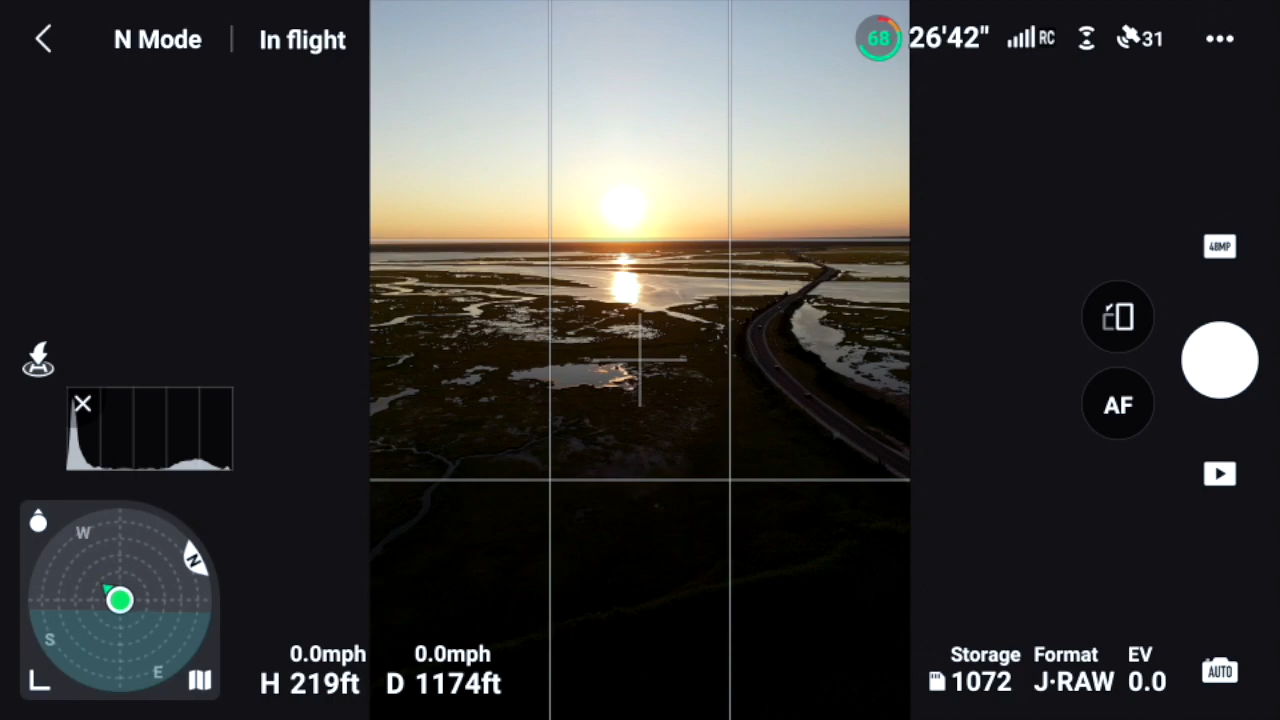 N Mode | In flight
68 26'42" RC 31
48MP
AF
W
N
S
E
0.0mph 0.0mph
H 219ft D 1174ft
Storage Format EV
1072 J·RAW 0.0
AUTO